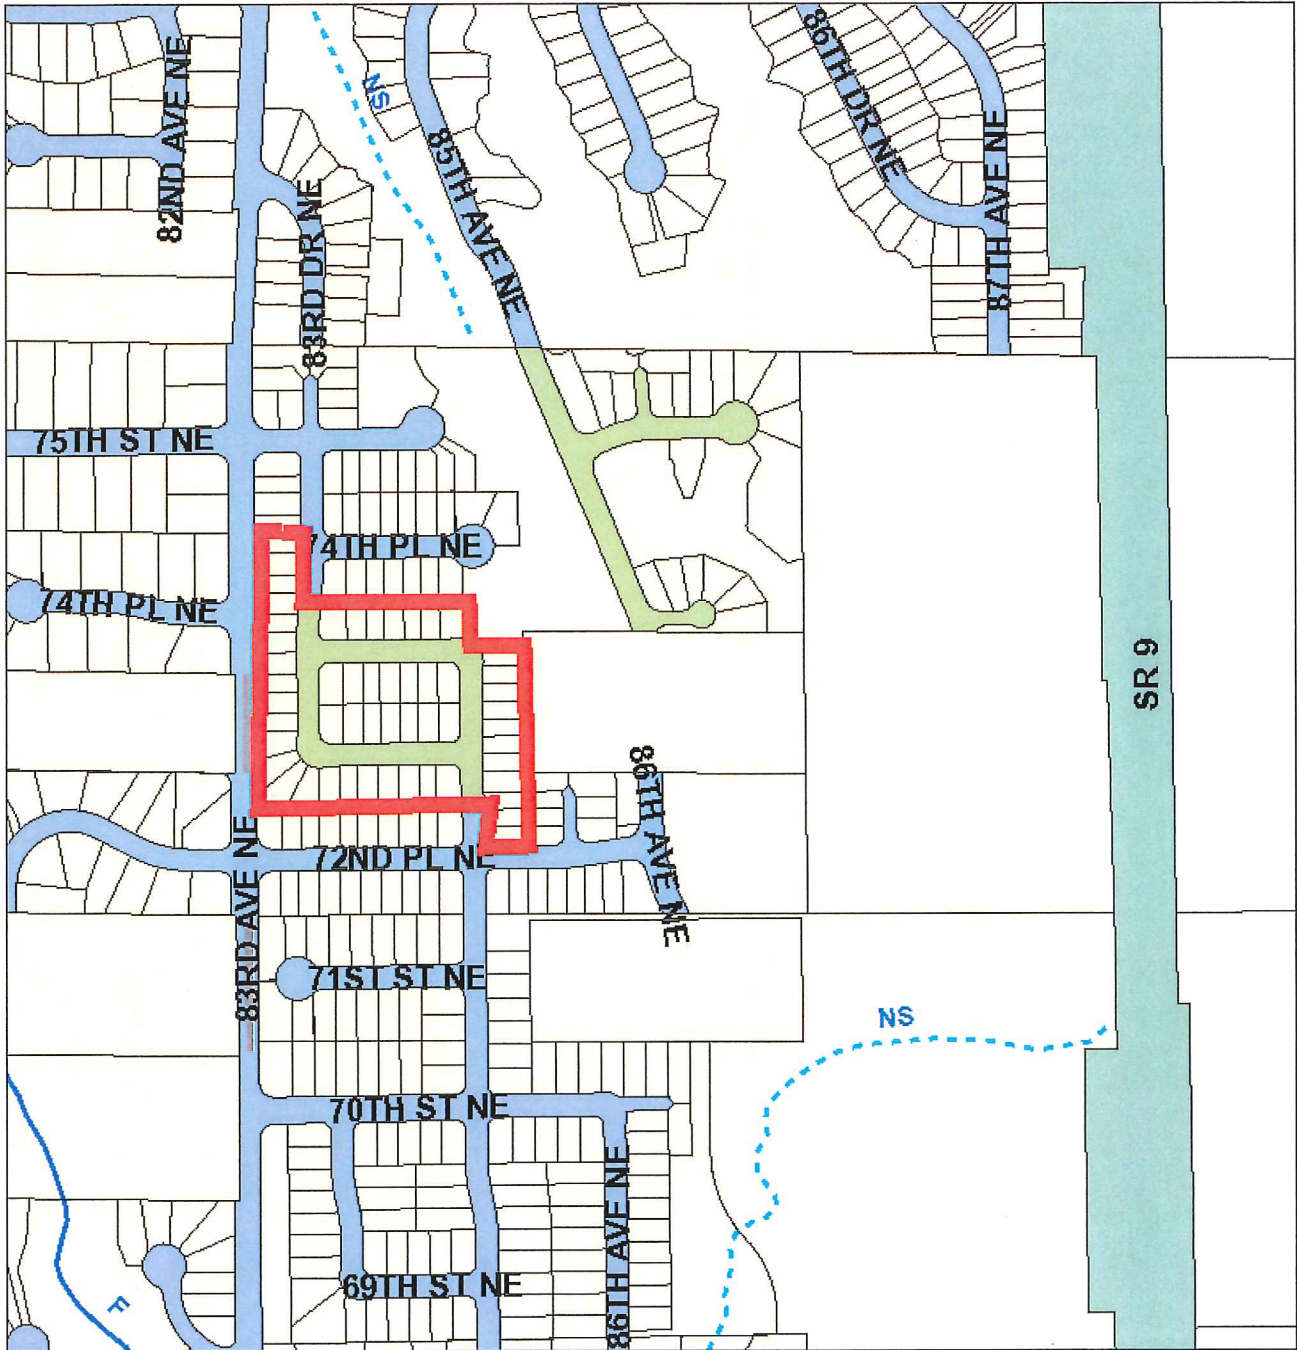 82ND AVE NE
NS
85TH AVE NE
86TH DR NE
87TH AVE NE
83RD DR NE
75TH ST NE
74TH PL NE
74TH PL NE
SR 9
86TH AVE NE
83RD AVE NE
72ND PL NE
71ST ST NE
NS
70TH ST NE
86TH AVE NE
69TH ST NE
F